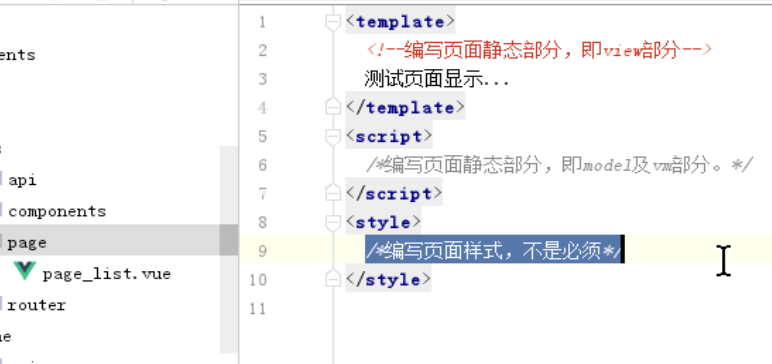 ents
api
components
page
page_list.vue
router
1 <template>
2 <!--编写页面静态部分，即view部分-->
3 测试页面显示...
4 </template>
5 <script>
6 /*编写页面静态部分，即model及vm部分。*/
7 </script>
8 <style>
9 /*编写页面样式，不是必须*/
10 </style>
11